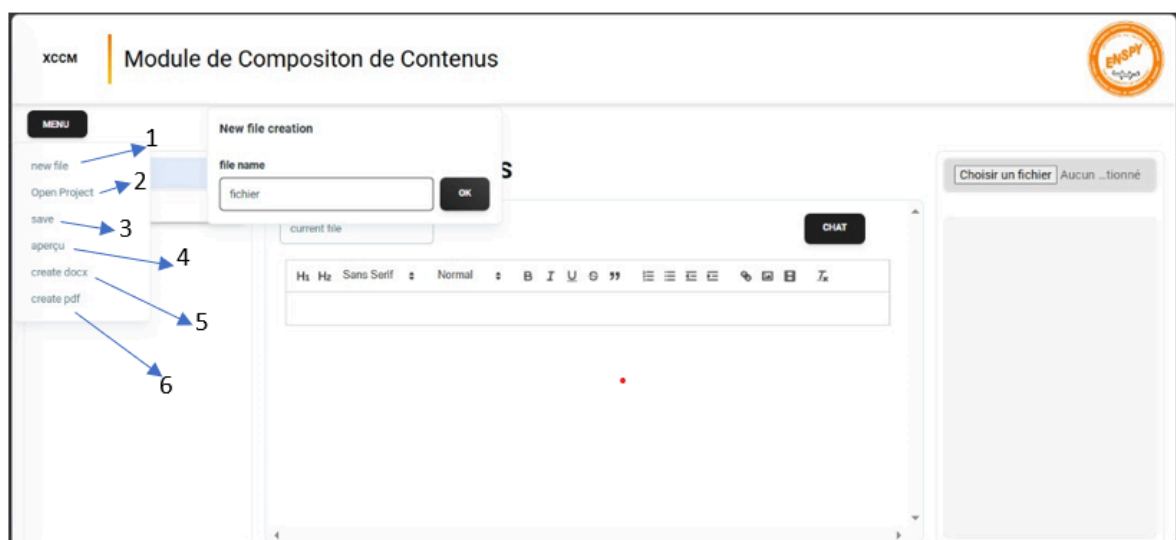 XCCM
Module de Compositon de Contenus
ENSPY
MENU
New file creation
1
new file
file name
S
Choisir un fichier Aucun ...tionné
2
Open Project
fichier
OK
save
3
current file
CHAT
aperçu
4
create docx
H1 H2 Sans Serif Normal B I U S ” Tx
create pdf
5
6